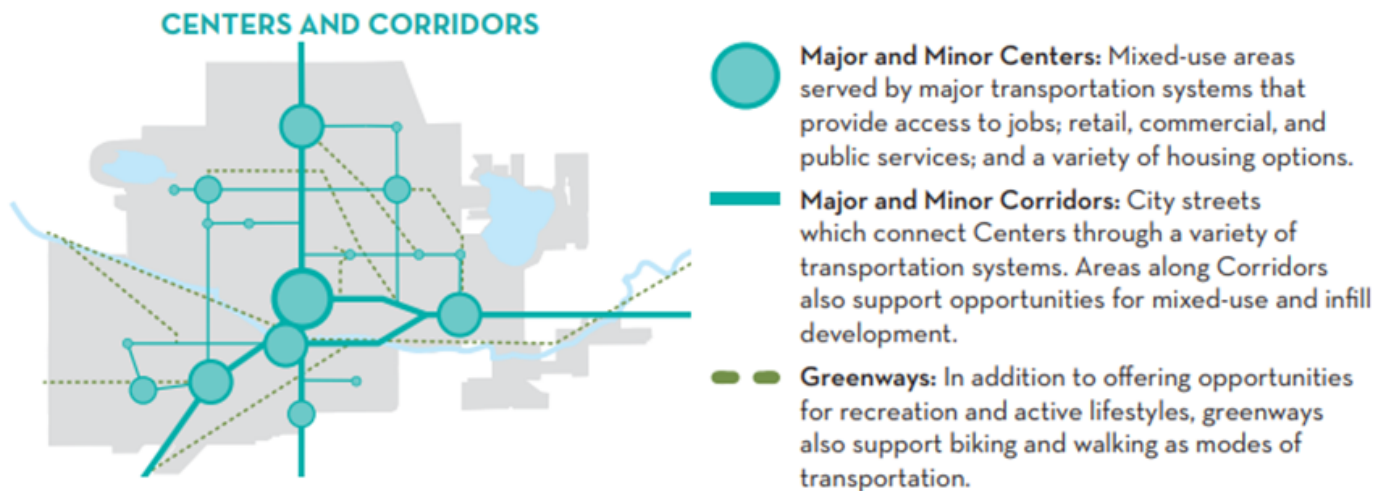 CENTERS AND CORRIDORS
Major and Minor Centers: Mixed-use areas
served by major transportation systems that
provide access to jobs; retail, commercial, and
public services; and a variety of housing options.
Major and Minor Corridors: City streets
which connect Centers through a variety of
transportation systems. Areas along Corridors
also support opportunities for mixed-use and infill
development.
Greenways: In addition to offering opportunities
for recreation and active lifestyles, greenways
also support biking and walking as modes of
transportation.